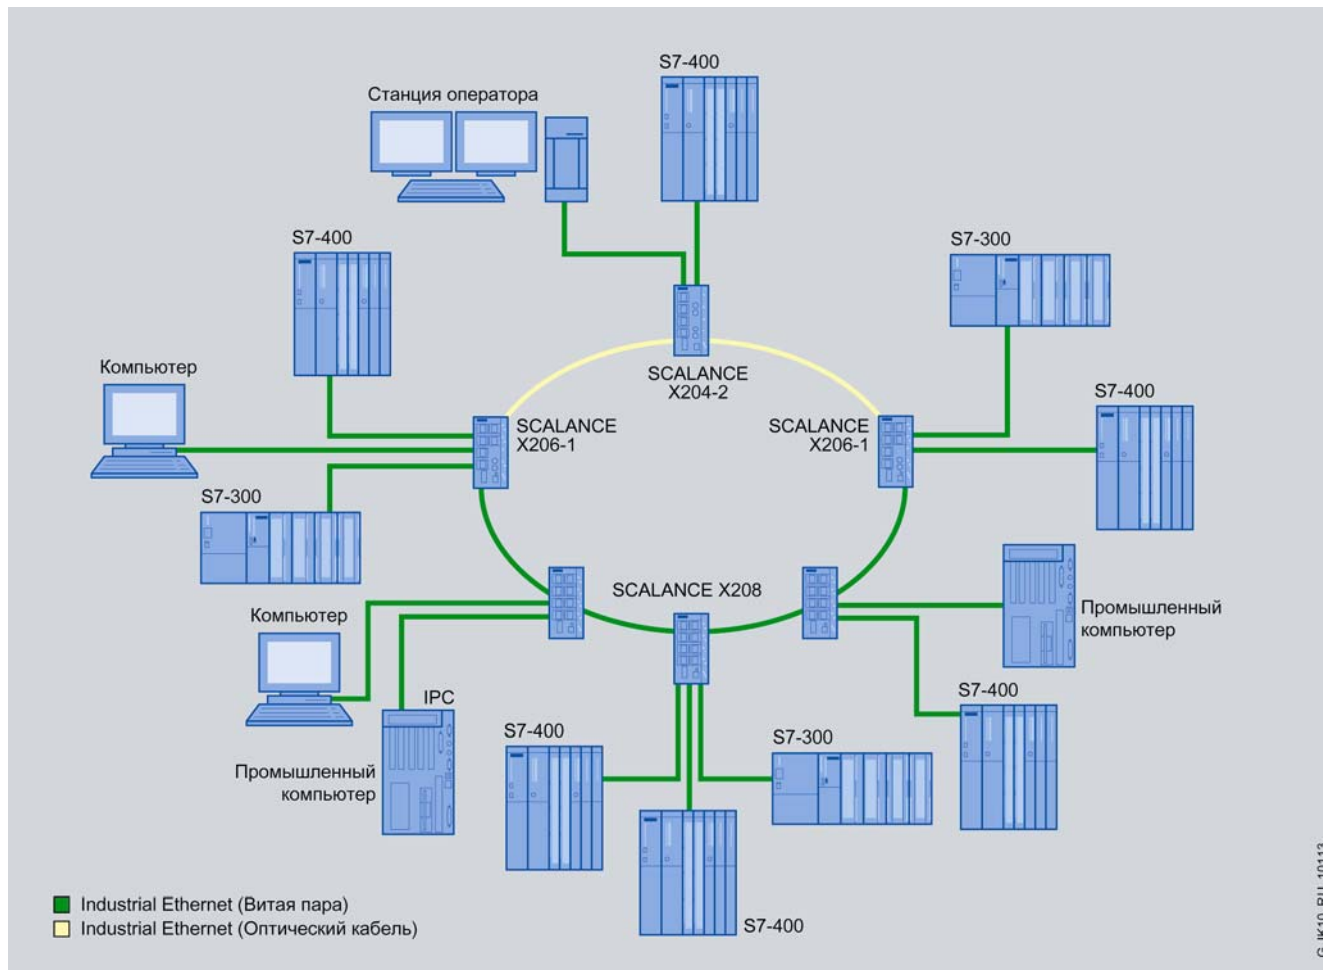 S7-400
Станция оператора
S7-400
S7-300
Компьютер
SCALANCE
X204-2
S7-400
SCALANCE
X206-1
SCALANCE
X206-1
S7-300
SCALANCE X208
Компьютер
Промышленный
компьютер
IPC
S7-400
S7-400
S7-300
Промышленный
компьютер
Industrial Ethernet (Витая пара)
Industrial Ethernet (Оптический кабель)
S7-400
G_IK10_RU_10113